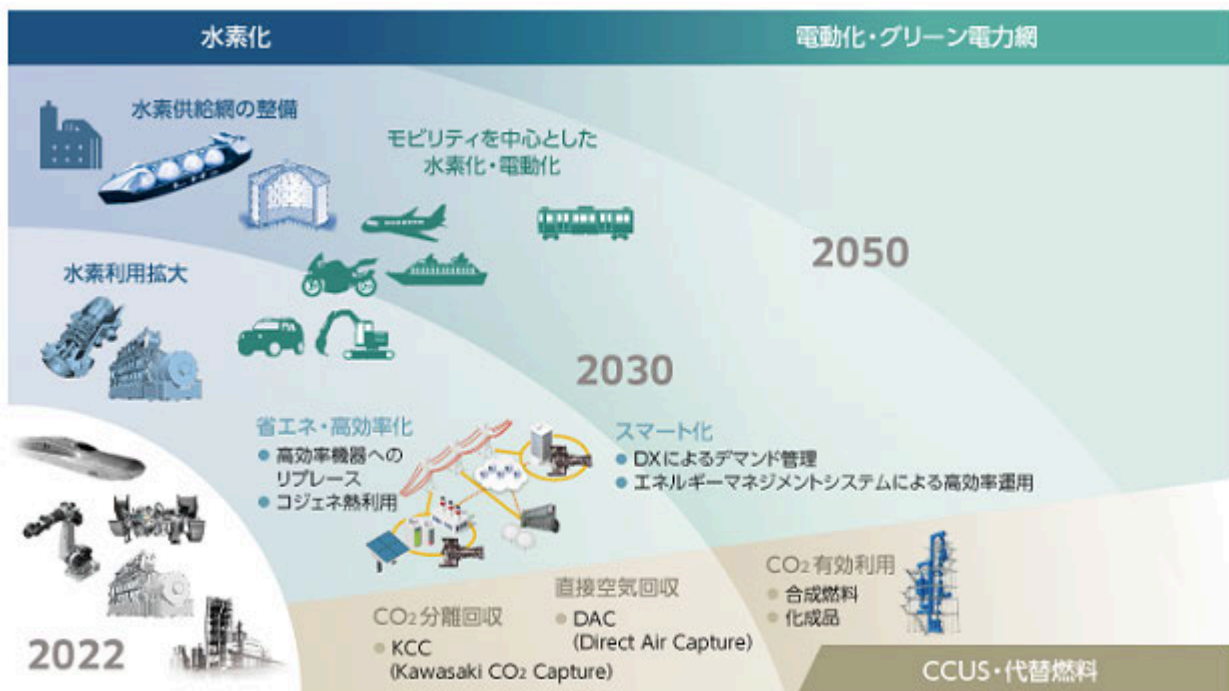 水素化
電動化・グリーン電力網
水素供給網の整備
モビリティを中心とした
水素化・電動化
2050
水素利用拡大
2030
省エネ・高効率化
● 高効率機器への
リプレース
● コジェネ熱利用
スマート化
● DXによるデマンド管理
● エネルギーマネジメントシステムによる高効率運用
2022
CO2分離回収
● KCC
(Kawasaki CO2 Capture)
直接空気回収
● DAC
(Direct Air Capture)
CO2有効利用
● 合成燃料
● 化成品
CCUS・代替燃料